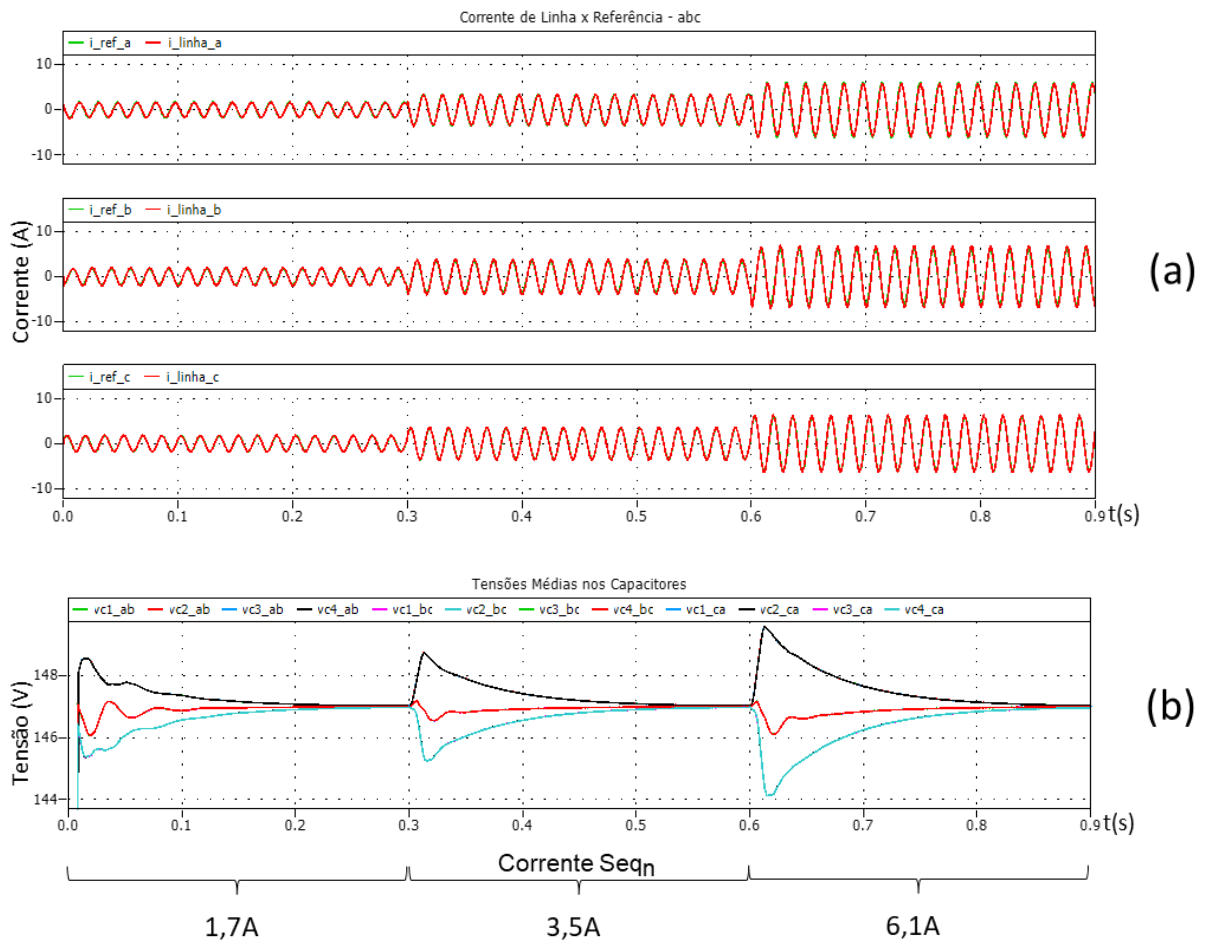 Corrente de Linha x Referência - abc
i_ref_a i_linha_a
10
0
-10
i_ref_b i_linha_b
10
0
-10
Corrente (A)
(a)
i_ref_c i_linha_c
10
0
-10
0.0 0.1 0.2 0.3 0.4 0.5 0.6 0.7 0.8 0.9 t(s)
Tensões Médias nos Capacitores
vc1_ab vc2_ab vc3_ab vc4_ab vc1_bc vc2_bc vc3_bc vc4_bc vc1_ca vc2_ca vc3_ca vc4_ca
148
146
144
Tensão (V)
(b)
0.0 0.1 0.2 0.3 0.4 0.5 0.6 0.7 0.8 0.9 t(s)
Corrente Seqn
1,7A 3,5A 6,1A